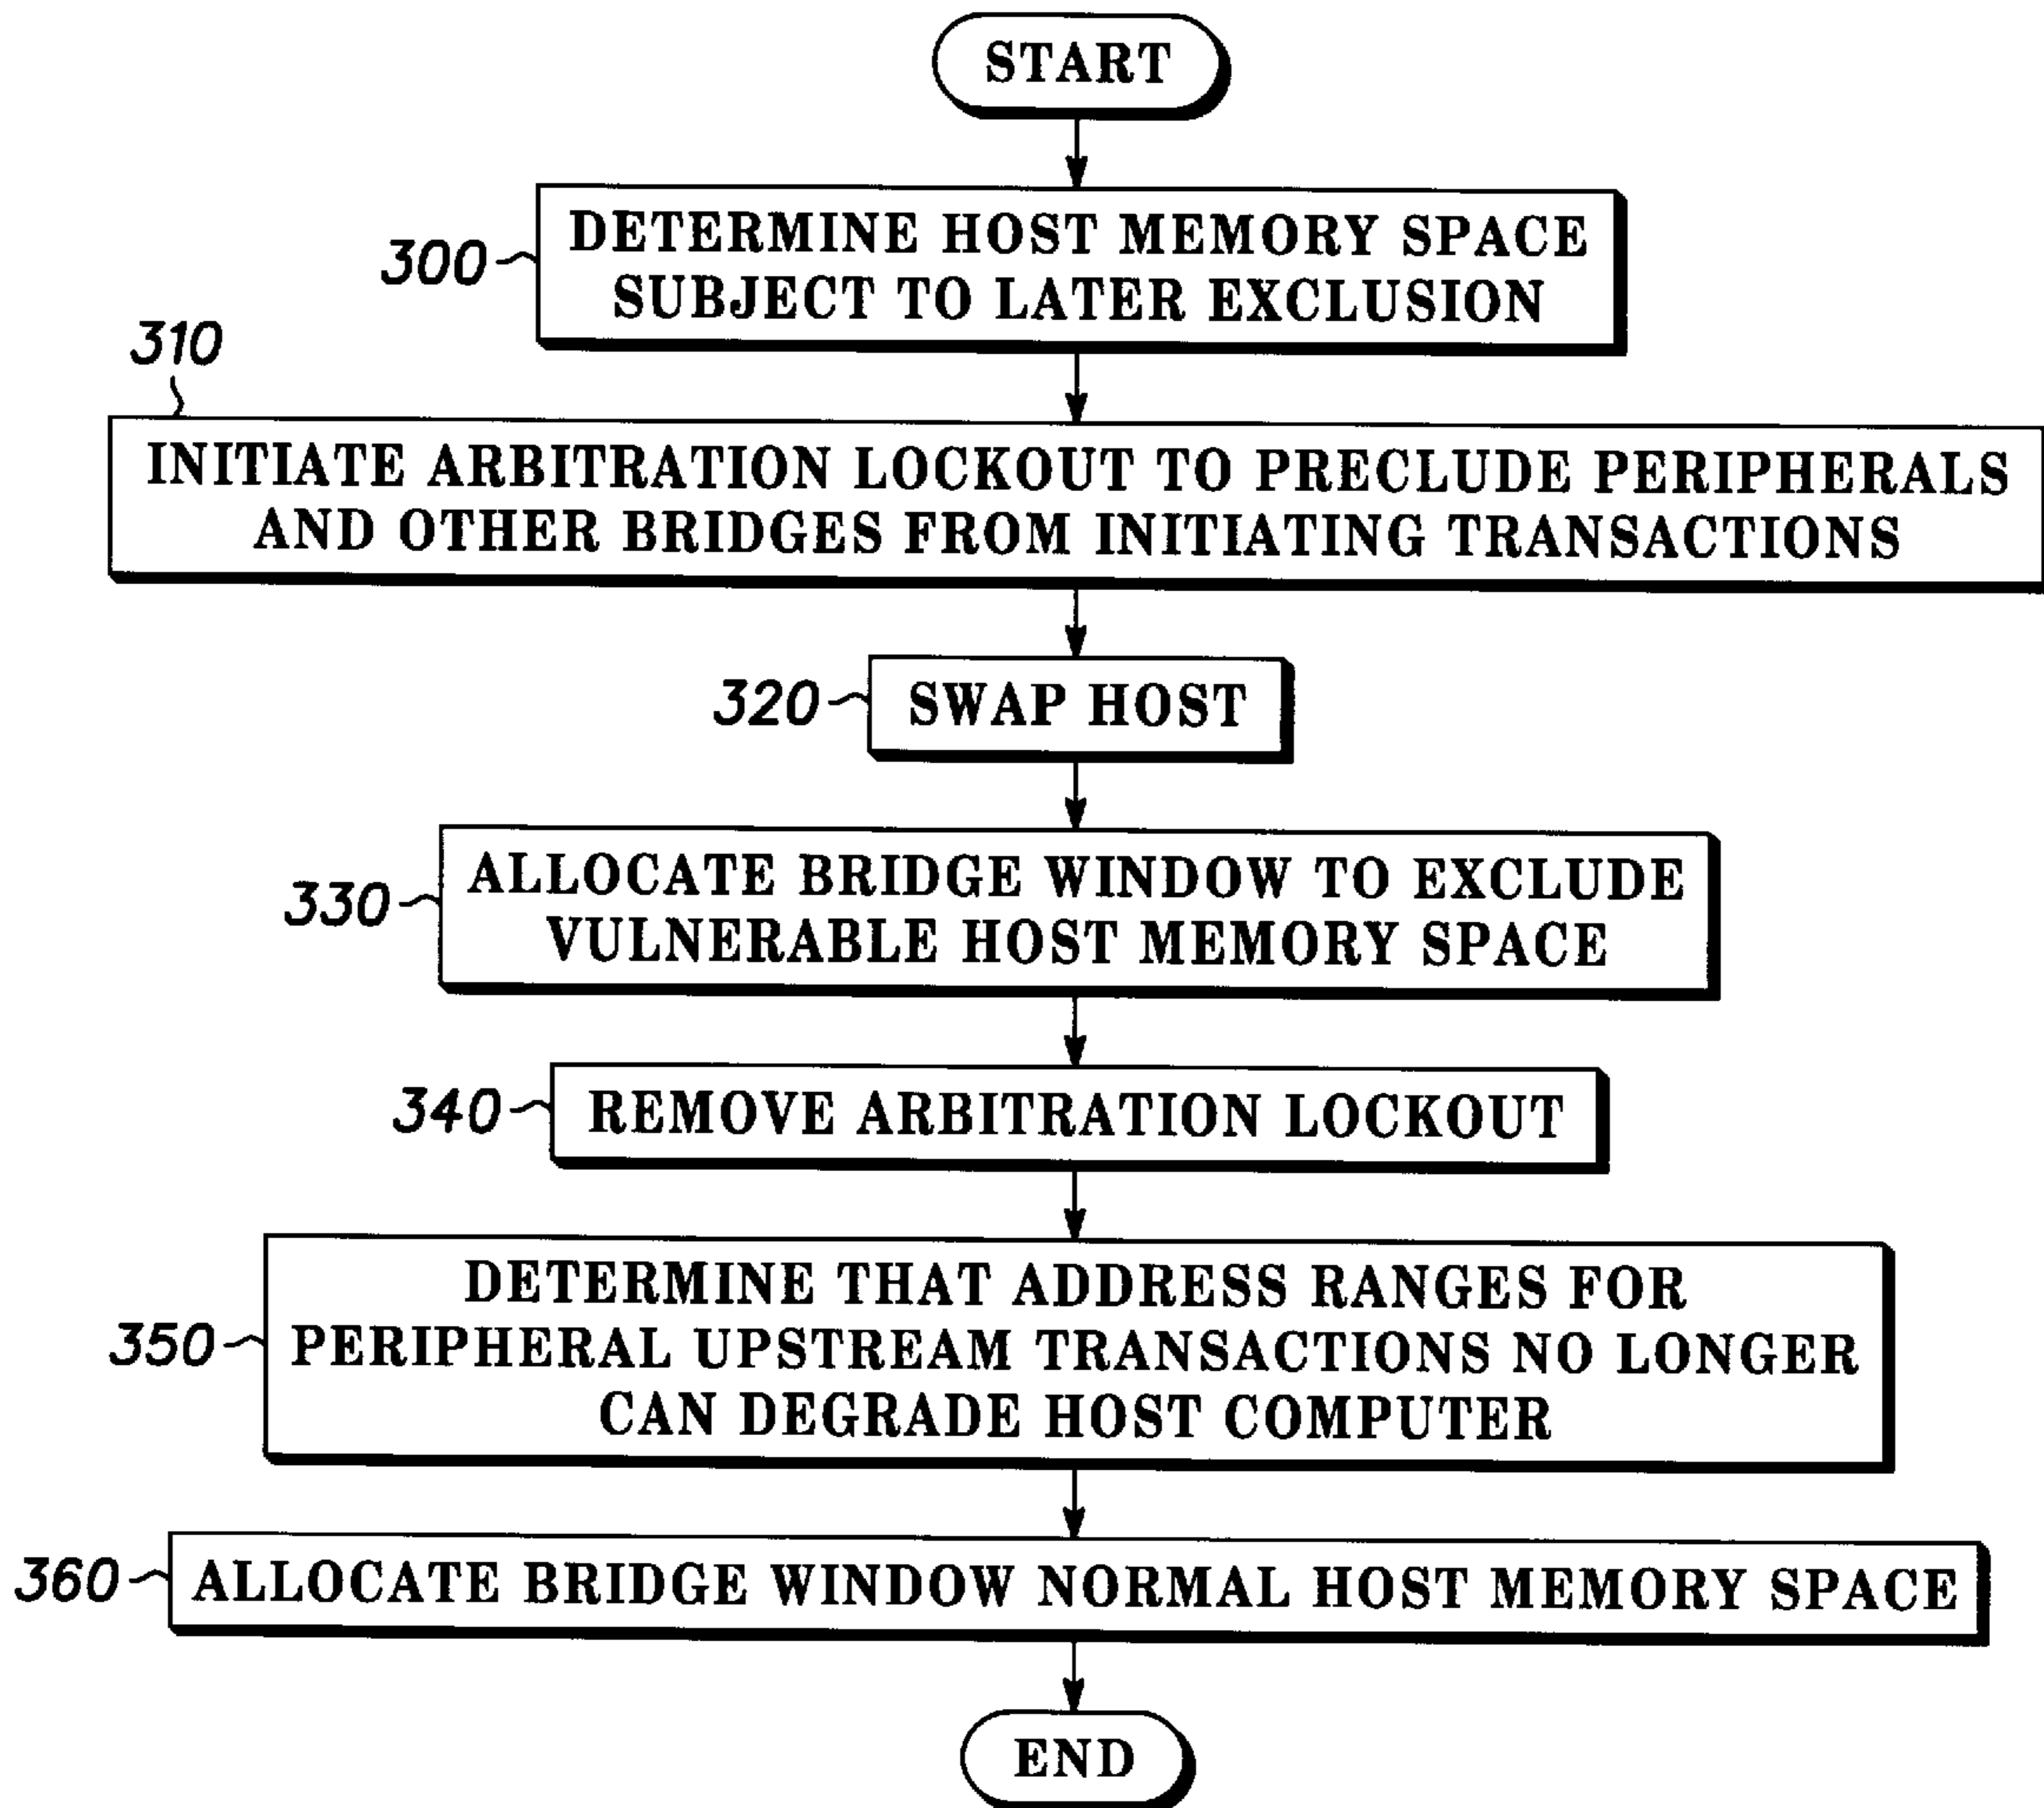 START
300
DETERMINE HOST MEMORY SPACE
SUBJECT TO LATER EXCLUSION
310
INITIATE ARBITRATION LOCKOUT TO PRECLUDE PERIPHERALS
AND OTHER BRIDGES FROM INITIATING TRANSACTIONS
320
SWAP HOST
330
ALLOCATE BRIDGE WINDOW TO EXCLUDE
VULNERABLE HOST MEMORY SPACE
340
REMOVE ARBITRATION LOCKOUT
350
DETERMINE THAT ADDRESS RANGES FOR
PERIPHERAL UPSTREAM TRANSACTIONS NO LONGER
CAN DEGRADE HOST COMPUTER
360
ALLOCATE BRIDGE WINDOW NORMAL HOST MEMORY SPACE
END